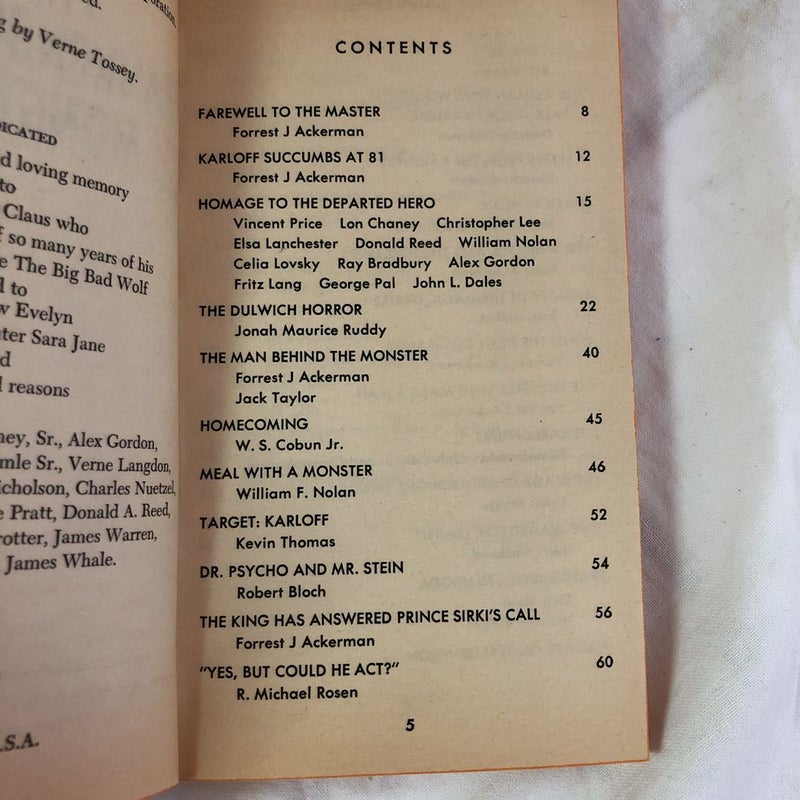 by Verne Tossey.
loving memory
to
Claus who
so many years of his
The Big Bad Wolf
to
Evelyn
Sara Jane
reasons
Sr., Alex Gordon,
Sr., Verne Langdon,
Charles Nuetzel,
Pratt, Donald A. Reed,
James Warren,
James Whale.
CONTENTS
FAREWELL TO THE MASTER 8
Forrest J Ackerman
KARLOFF SUCCUMBS AT 81 12
Forrest J Ackerman
HOMAGE TO THE DEPARTED HERO 15
Vincent Price Lon Chaney Christopher Lee
Elsa Lanchester Donald Reed William Nolan
Celia Lovsky Ray Bradbury Alex Gordon
Fritz Lang George Pal John L. Dales
THE DULWICH HORROR 22
Jonah Maurice Ruddy
THE MAN BEHIND THE MONSTER 40
Forrest J Ackerman
Jack Taylor
HOMECOMING 45
W. S. Cobun Jr.
MEAL WITH A MONSTER 46
William F. Nolan
TARGET: KARLOFF 52
Kevin Thomas
DR. PSYCHO AND MR. STEIN 54
Robert Bloch
THE KING HAS ANSWERED PRINCE SIRKI'S CALL 56
Forrest J Ackerman
"YES, BUT COULD HE ACT?" 60
R. Michael Rosen
5